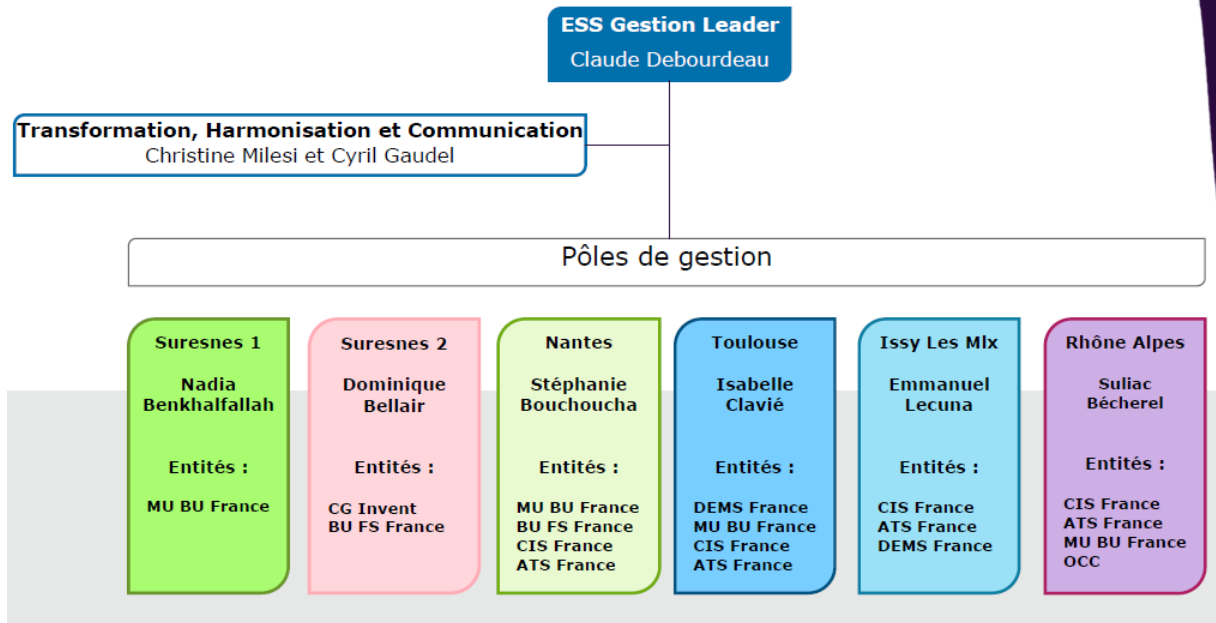 ESS Gestion Leader
Claude Debourdeau
Transformation, Harmonisation et Communication
Christine Milesi et Cyril Gaudel
Pôles de gestion
Suresnes 1
Nadia
Benkhalfallah
Entités :
MU BU France
Suresnes 2
Dominique
Bellair
Entités :
CG Invent
BU FS France
Nantes
Stéphanie
Bouchoucha
Entités :
MU BU France
BU FS France
CIS France
ATS France
Toulouse
Isabelle
Clavié
Entités :
DEMS France
MU BU France
CIS France
ATS France
Issy Les Mlx
Emmanuel
Lecuna
Entités :
CIS France
ATS France
DEMS France
Rhône Alpes
Suliac
Bécherel
Entités :
CIS France
ATS France
MU BU France
OCC